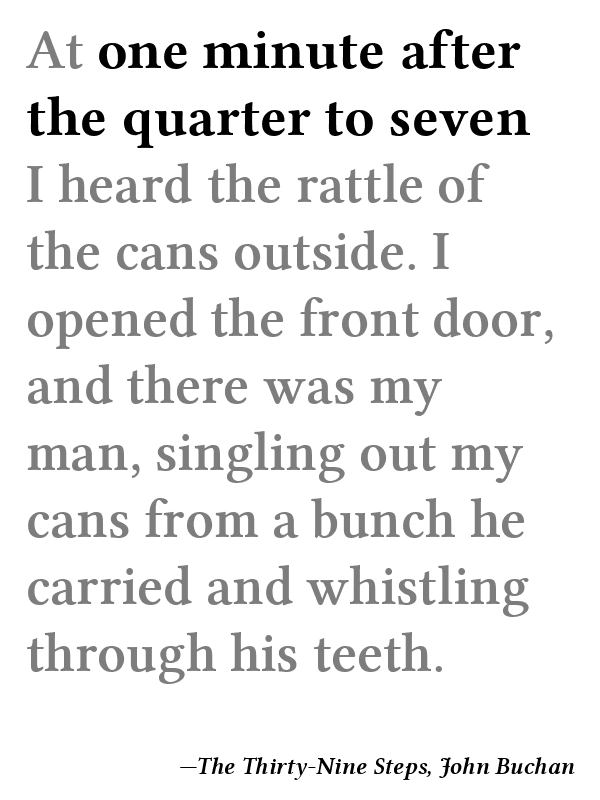 At one minute after
the quarter to seven
I heard the rattle of
the cans outside. I
opened the front door,
and there was my
man, singling out my
cans from a bunch he
carried and whistling
through his teeth.
—The Thirty-Nine Steps, John Buchan